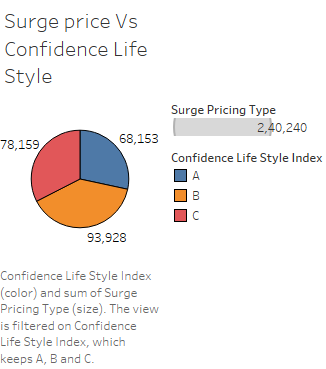 Surge price Vs
Confidence Life
Style
Surge Pricing Type
2,40,240
Confidence Life Style Index
A
B
C
78,159
68,153
93,928
Confidence Life Style Index
(color) and sum of Surge
Pricing Type (size). The view
is filtered on Confidence
Life Style Index, which
keeps A, B and C.